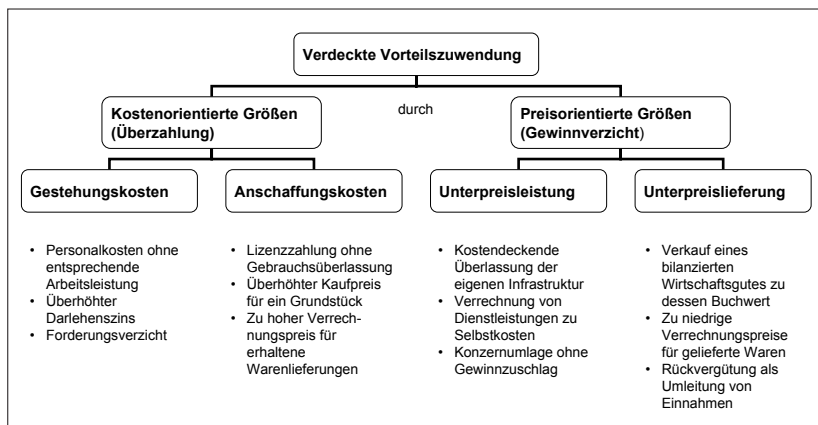 Verdeckte Vorteilszuwendung
Kostenorientierte Größen
(Überzahlung)
durch
Preisorientierte Größen
(Gewinnverzicht)
Gestehungskosten
Anschaffungskosten
Unterpreisleistung
Unterpreislieferung
• Personalkosten ohne
entsprechende
Arbeitsleistung
• Überhöhter
Darlehenszins
• Forderungsverzicht
• Lizenzzahlung ohne
Gebrauchsüberlassung
• Überhöhter Kaufpreis
für ein Grundstück
• Zu hoher Verrech-
nungspreis für
erhaltene
Warenlieferungen
• Kostendeckende
Überlassung der
eigenen Infrastruktur
• Verrechnung von
Dienstleistungen zu
Selbstkosten
• Konzernumlage ohne
Gewinnzuschlag
• Verkauf eines
bilanzierten
Wirtschaftsgutes zu
dessen Buchwert
• Zu niedrige
Verrechnungspreise
für gelieferte Waren
• Rückvergütung als
Umleitung von
Einnahmen